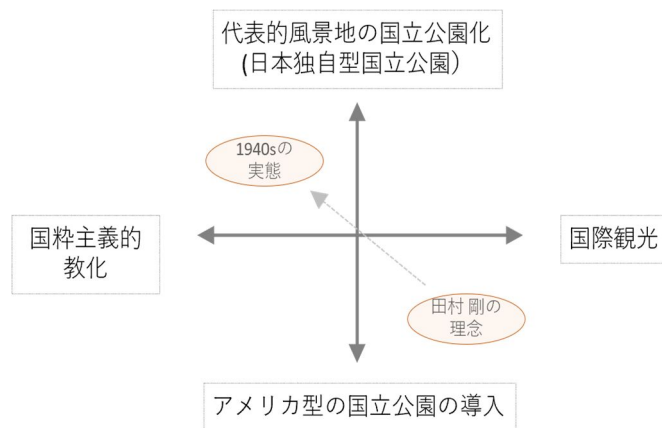 代表的風景地の国立公園化
(日本独自型国立公園）
1940sの
実態
国粋主義的
教化
国際観光
田村 剛の
理念
アメリカ型の国立公園の導入